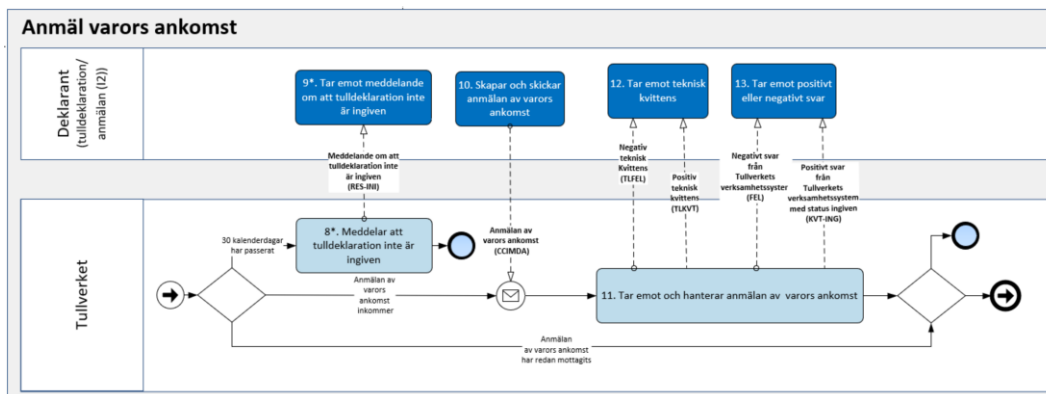 Anmäl varors ankomst
Deklarant
(tulldeklaration/
anmälan (I2))
9*. Tar emot meddelande
om att tulldeklaration inte
är ingiven
10. Skapar och skickar
anmälan av varors
ankomst
12. Tar emot teknisk
kvittens
13. Tar emot positivt
eller negativt svar
Meddelande om att
tulldeklaration inte
är ingiven
(RES-INI)
Anmälan av
varors ankomst
(CCIMDA)
Negativ
teknisk
Kvittens
(TLFEL)
Positiv
teknisk
kvittens
(TLKVT)
Negativt svar
från
Tullverkets
verksamhetssyster
(FEL)
Positivt svar
från
Tullverkets
verksamhetssystem
med status ingiven
(KVT-ING)
Tullverket
30 kalenderdagar
har passerat
8*. Meddelar att
tulldeklaration inte är
ingiven
Anmälan av
varors
ankomst
inkommer
11. Tar emot och hanterar anmälan av  varors ankomst
Anmälan
av varors ankomst
har redan mottagits